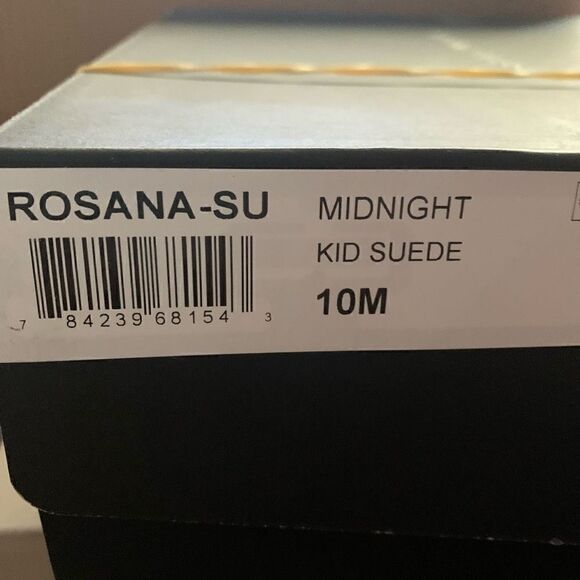 ROSANA-SU
7 84239 68154 3
MIDNIGHT
KID SUEDE
10M